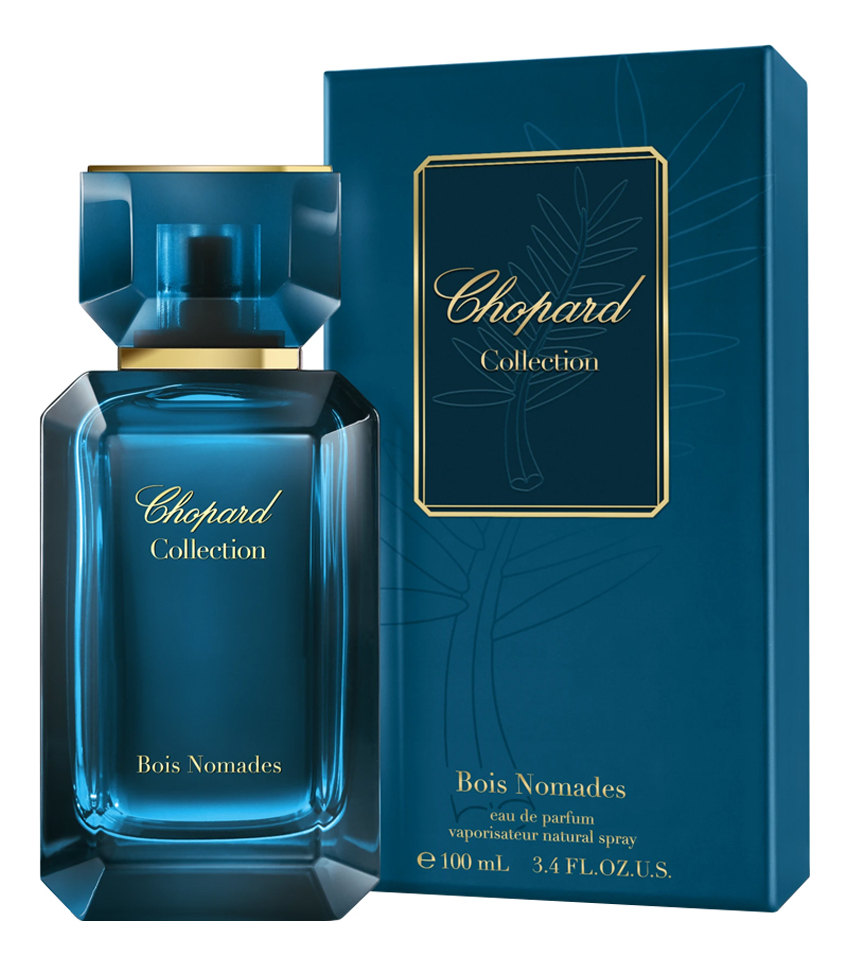 Chopard
Collection
Bois Nomades
Chopard
Collection
Bois Nomades
eau de parfum
vaporisateur natural spray
℮ 100 mL 3.4 FL.OZ.U.S.